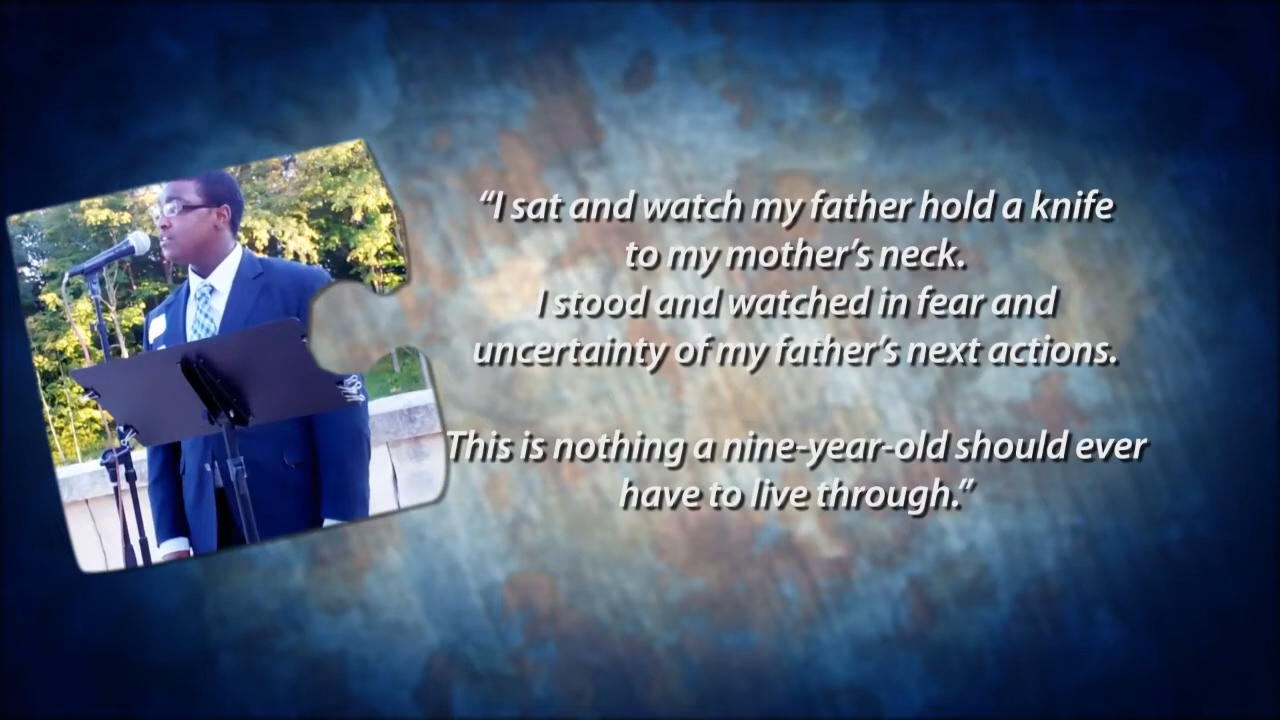 “I sat and watch my father hold a knife
to my mother’s neck.
I stood and watched in fear and
uncertainty of my father’s next actions.
This is nothing a nine-year-old should ever
have to live through.”